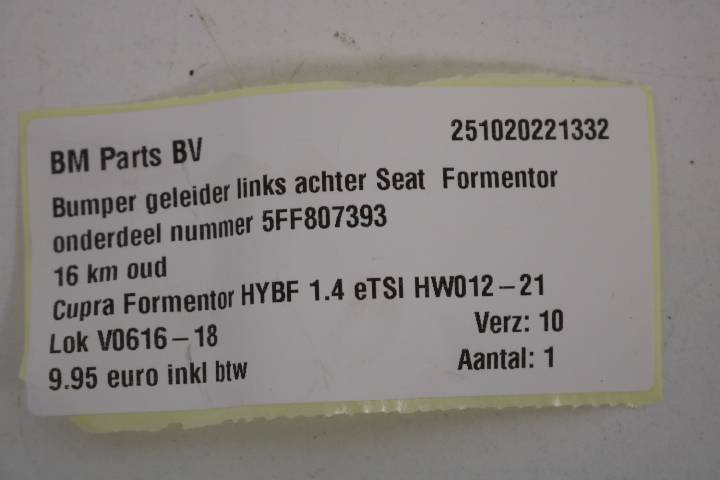 BM Parts BV 251020221332
Bumper geleider links achter Seat Formentor
onderdeel nummer 5FF807393
16 km oud
Cupra Formentor HYBF 1.4 eTSI HW012-21
Lok V0616-18 Verz: 10
9.95 euro inkl btw Aantal: 1